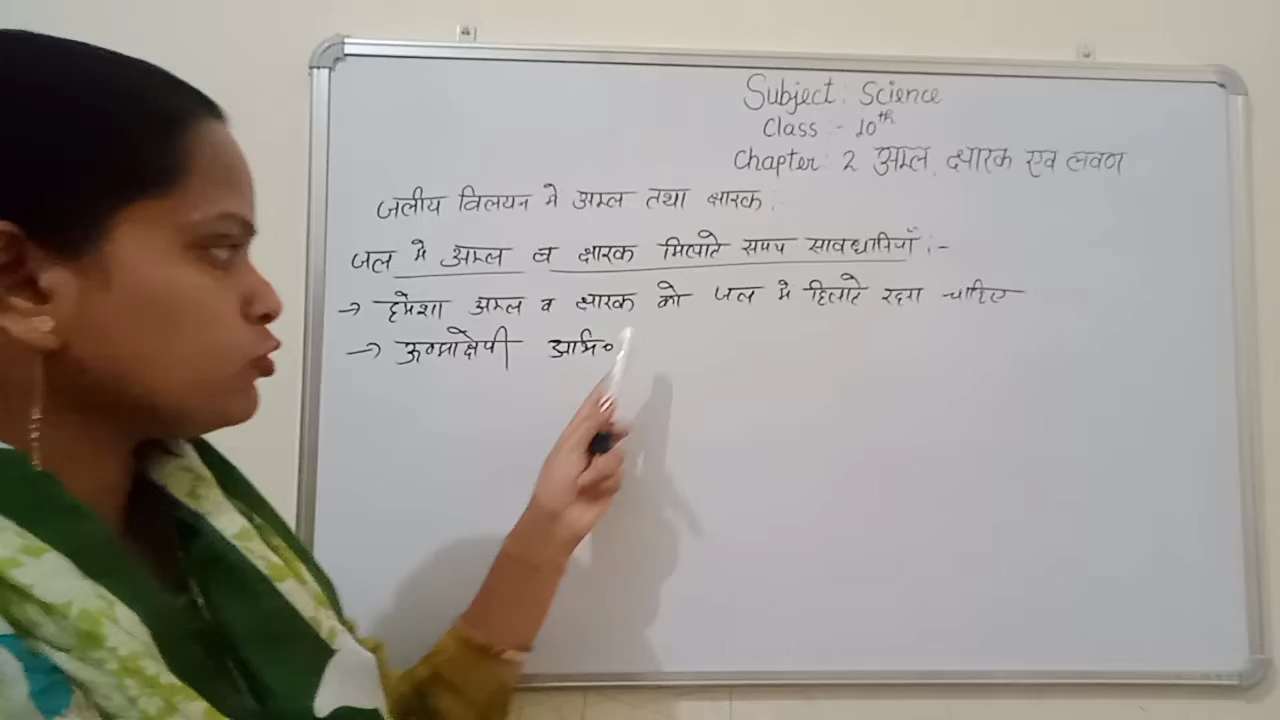 Subject: Science
Class :- 10th
Chapter: 2 अम्ल, क्षारक एव लवण
जलीय विलयन मे अम्ल तथा क्षारक :
जल मे अम्ल व क्षारक मिलाते समय सावधानियाँ :-
→ हमेशा अम्ल व क्षारक को जल मे हिलाते रहना चाहिए
→ ऊष्माक्षेपी अभि०